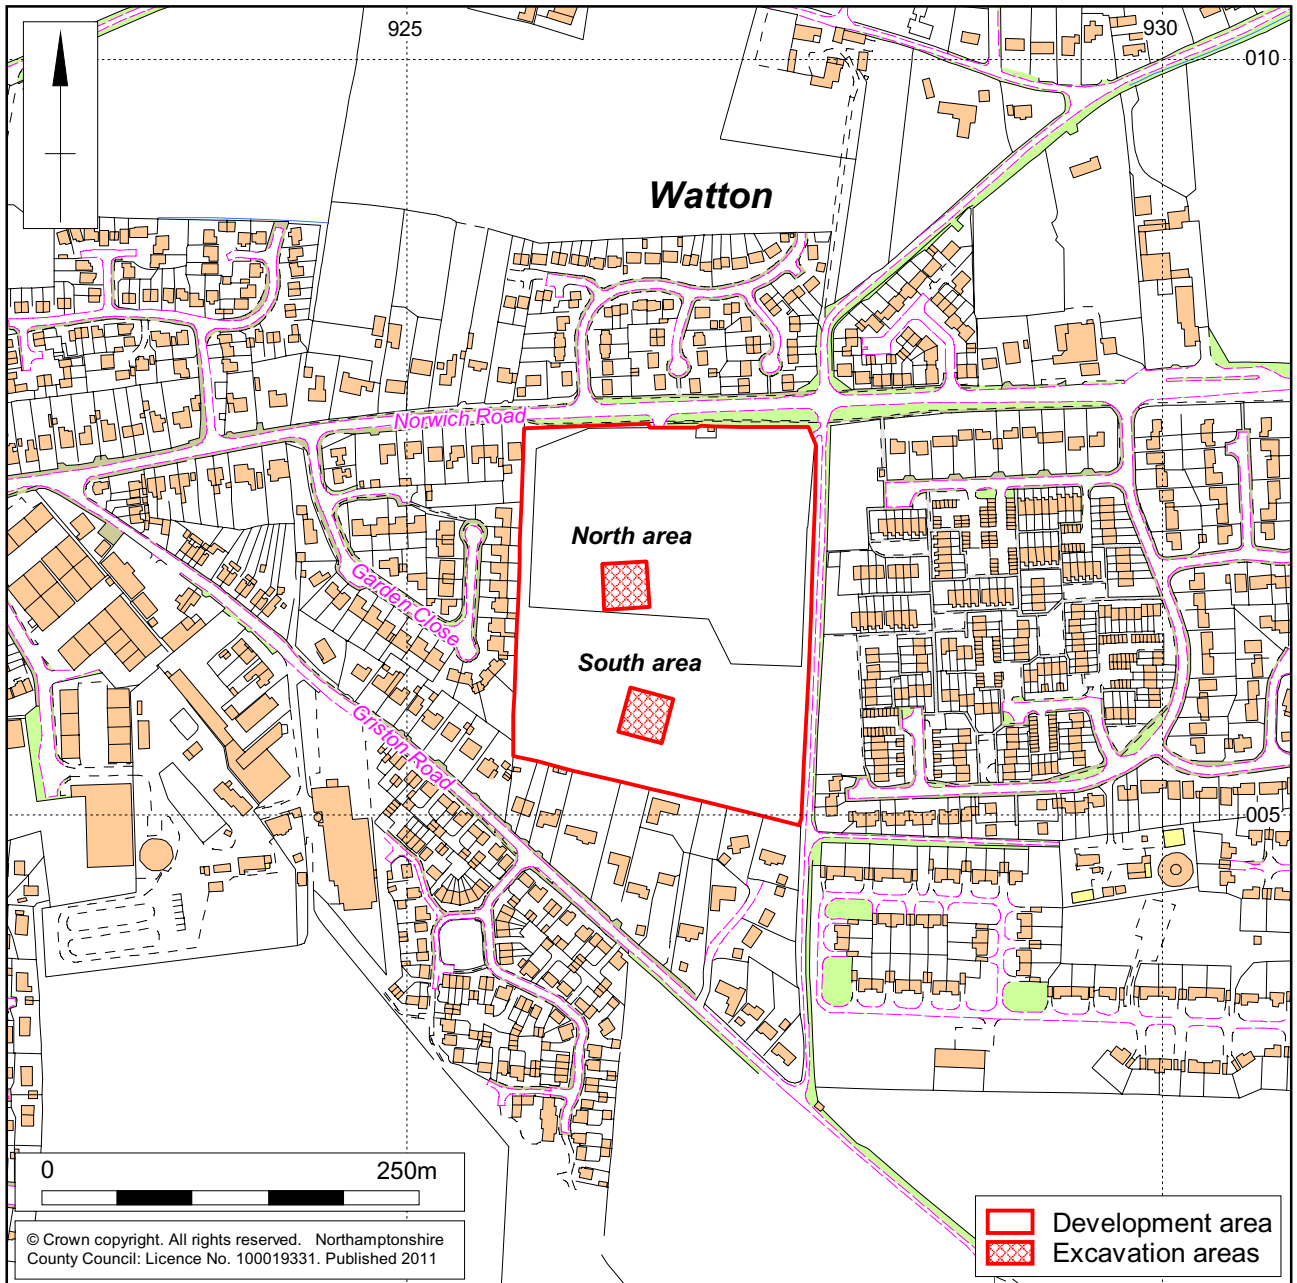 925
930
010
Watton
Norwich Road
North area
Garden Close
South area
Griston Road
005
0 250m
© Crown copyright. All rights reserved. Northamptonshire
County Council: Licence No. 100019331. Published 2011
Development area
Excavation areas